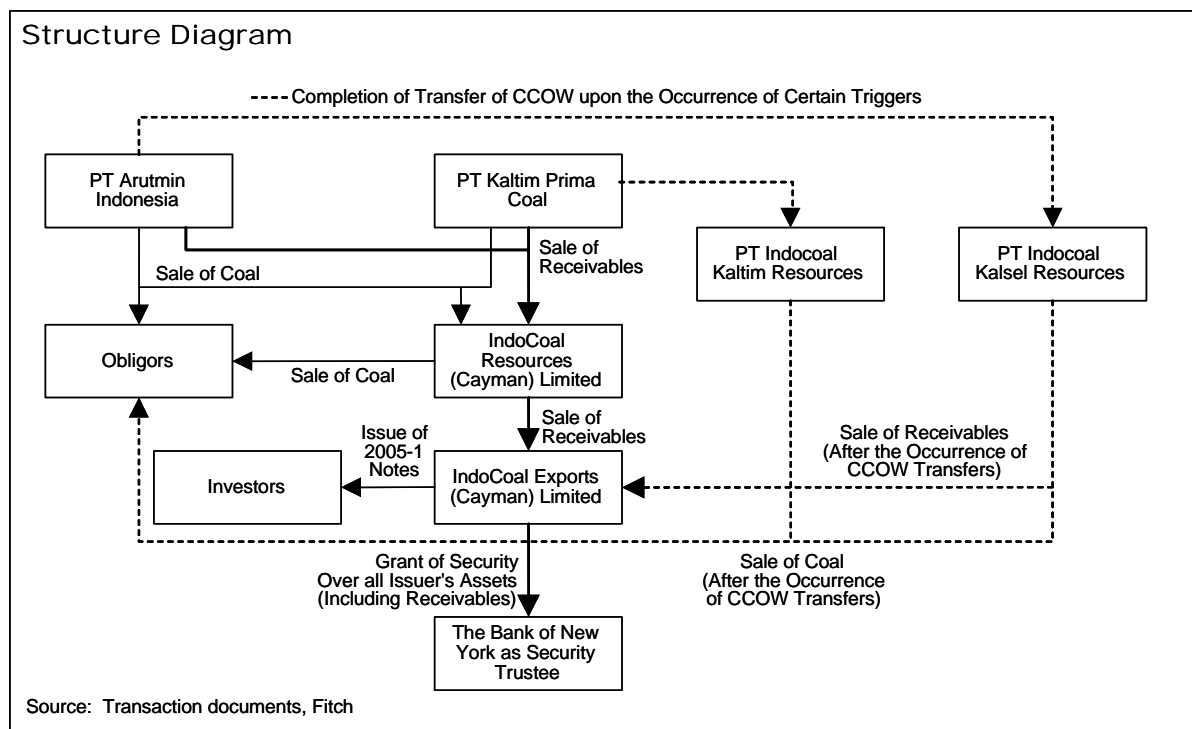 Structure Diagram
Completion of Transfer of CCOW upon the Occurrence of Certain Triggers
PT Arutmin
Indonesia
PT Kaltim Prima
Coal
PT Indocoal
Kaltim Resources
PT Indocoal
Kalsel Resources
Sale of
Receivables
Sale of Coal
Obligors
Sale of Coal
IndoCoal
Resources
(Cayman) Limited
Sale of
Receivables
Issue of
2005-1
Notes
Sale of Receivables
(After the Occurrence of
CCOW Transfers)
Investors
IndoCoal Exports
(Cayman) Limited
Grant of Security
Over all Issuer's Assets
(Including Receivables)
Sale of Coal
(After the Occurrence
of CCOW Transfers)
The Bank of New
York as Security
Trustee
Source: Transaction documents, Fitch